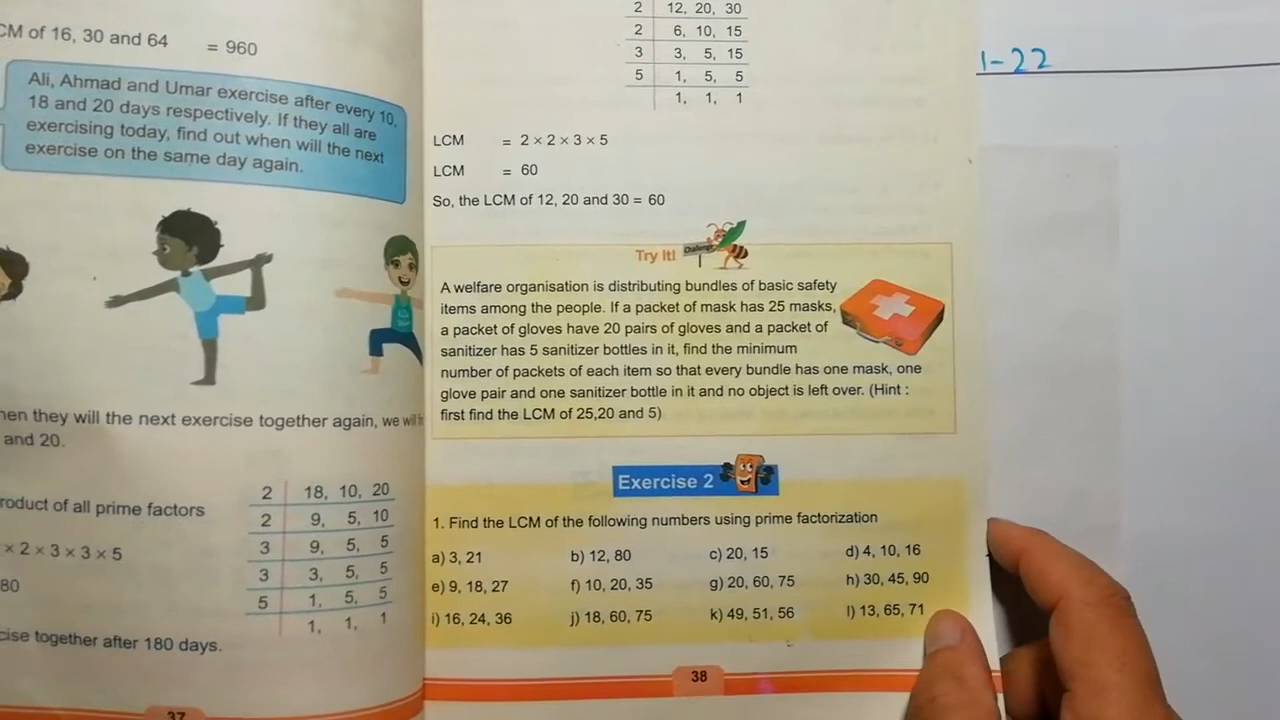 CM of 16, 30 and 64 = 960
Ali, Ahmad and Umar exercise after every 10,
18 and 20 days respectively. If they all are
exercising today, find out when will the next
exercise on the same day again.
hen they will the next exercise together again, we will
and 20.
roduct of all prime factors
× 2 × 3 × 3 × 5
80
cise together after 180 days.
2 18, 10, 20
2 9, 5, 10
3 9, 5, 5
3 3, 5, 5
5 1, 5, 5
1, 1, 1
37
2 12, 20, 30
2 6, 10, 15
3 3, 5, 15
5 1, 5, 5
1, 1, 1
LCM = 2 × 2 × 3 × 5
LCM = 60
So, the LCM of 12, 20 and 30 = 60
Try It! Challenge
A welfare organisation is distributing bundles of basic safety
items among the people. If a packet of mask has 25 masks,
a packet of gloves have 20 pairs of gloves and a packet of
sanitizer has 5 sanitizer bottles in it, find the minimum
number of packets of each item so that every bundle has one mask, one
glove pair and one sanitizer bottle in it and no object is left over. (Hint :
first find the LCM of 25,20 and 5)
Exercise 2
1. Find the LCM of the following numbers using prime factorization
a) 3, 21 b) 12, 80 c) 20, 15 d) 4, 10, 16
e) 9, 18, 27 f) 10, 20, 35 g) 20, 60, 75 h) 30, 45, 90
i) 16, 24, 36 j) 18, 60, 75 k) 49, 51, 56 l) 13, 65, 71
38
1-22